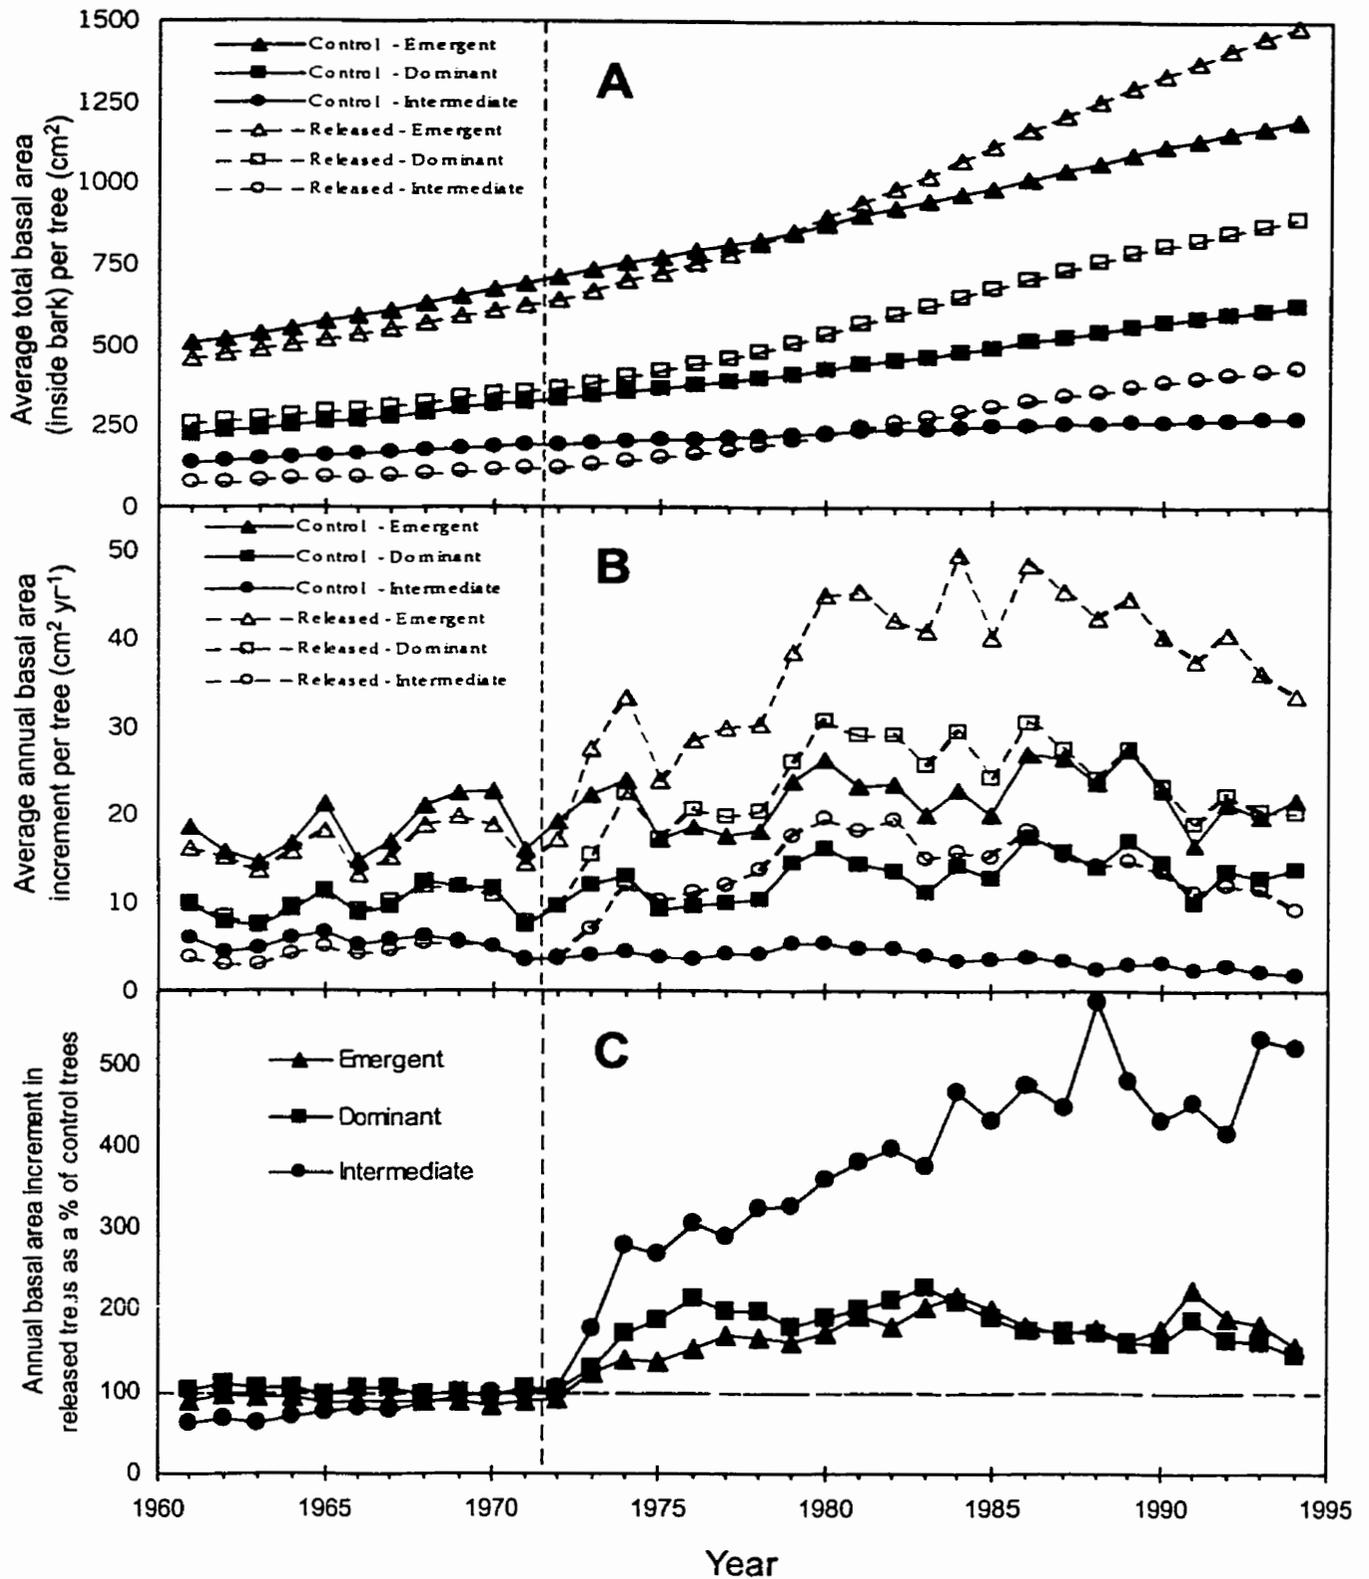 1500
1250
1000
750
500
250
0
Average total basal area
(inside bark) per tree (cm²)
Control - Emergent
Control - Dominant
Control - Intermediate
Released - Emergent
Released - Dominant
Released - Intermediate
A
50
40
30
20
10
0
Average annual basal area
increment per tree (cm² yr⁻¹)
Control - Emergent
Control - Dominant
Control - Intermediate
Released - Emergent
Released - Dominant
Released - Intermediate
B
500
400
300
200
100
0
Annual basal area increment in
released trees as a % of control trees
Emergent
Dominant
Intermediate
C
1960 1965 1970 1975 1980 1985 1990 1995
Year